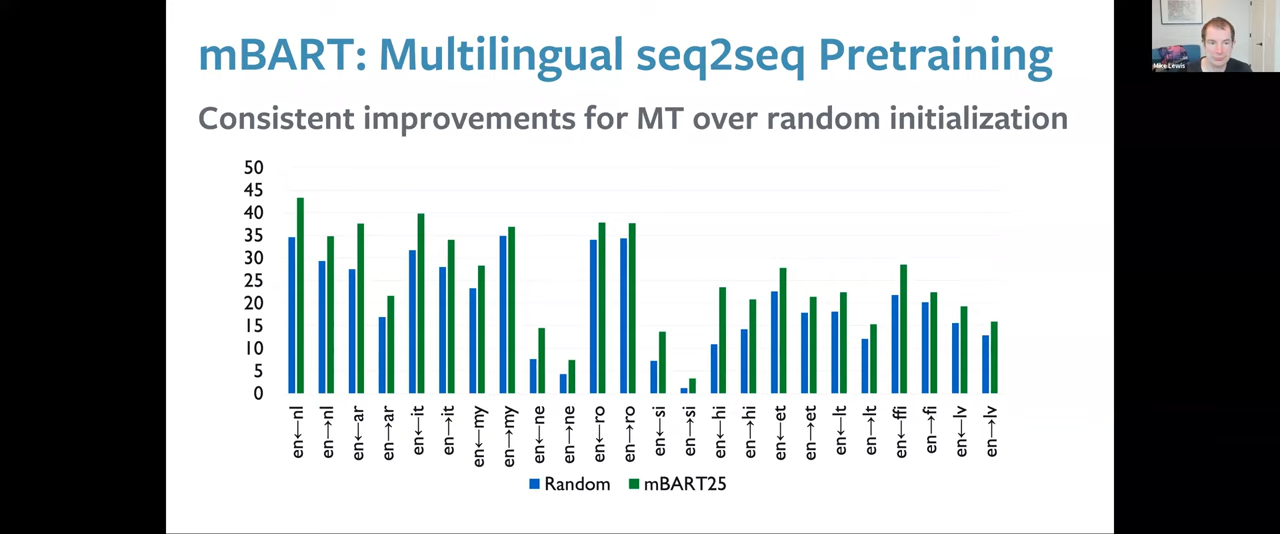 mBART: Multilingual seq2seq Pretraining
Mike Lewis
Consistent improvements for MT over random initialization
50
45
40
35
30
25
20
15
10
5
0
en←nl
en→nl
en←ar
en→ar
en←it
en→it
en←my
en→my
en←ne
en→ne
en←ro
en→ro
en←si
en→si
en←hi
en→hi
en←et
en→et
en←lt
en→lt
en←ffi
en→fi
en←lv
en→lv
Random mBART25